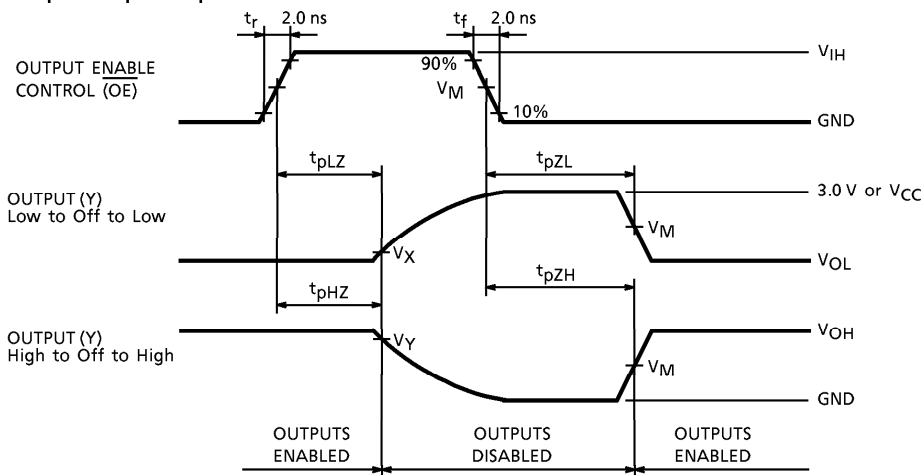 tr 2.0 ns tf 2.0 ns
OUTPUT ENABLE
CONTROL (OE)
90%
VM
10%
VIH
GND
tpLZ tpZL
OUTPUT (Y)
Low to Off to Low
VX
3.0 V or VCC
VM
VOL
tpHZ tpZH
OUTPUT (Y)
High to Off to High
VY
VOH
VM
GND
OUTPUTS
ENABLED
OUTPUTS
DISABLED
OUTPUTS
ENABLED